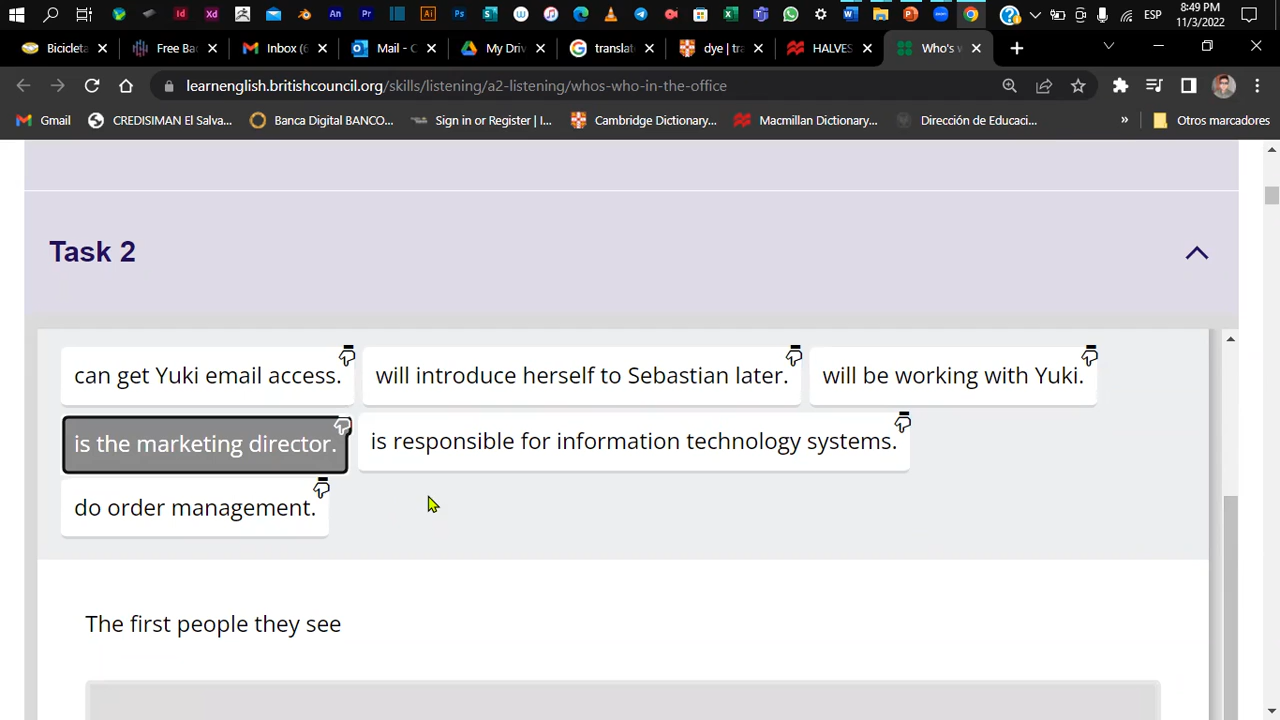 8:49 PM
ESP
11/3/2022
Bicicleta
Free Ba
Inbox (6
Mail - C
My Driv
translat
dye | tra
HALVES
Who's w
learnenglish.britishcouncil.org/skills/listening/a2-listening/whos-who-in-the-office
Gmail
CREDISIMAN El Salva...
Banca Digital BANCO...
Sign in or Register | I...
Cambridge Dictionary...
Macmillan Dictionary...
Dirección de Educaci...
Otros marcadores
Task 2
can get Yuki email access.
will introduce herself to Sebastian later.
will be working with Yuki.
is the marketing director.
is responsible for information technology systems.
do order management.
The first people they see